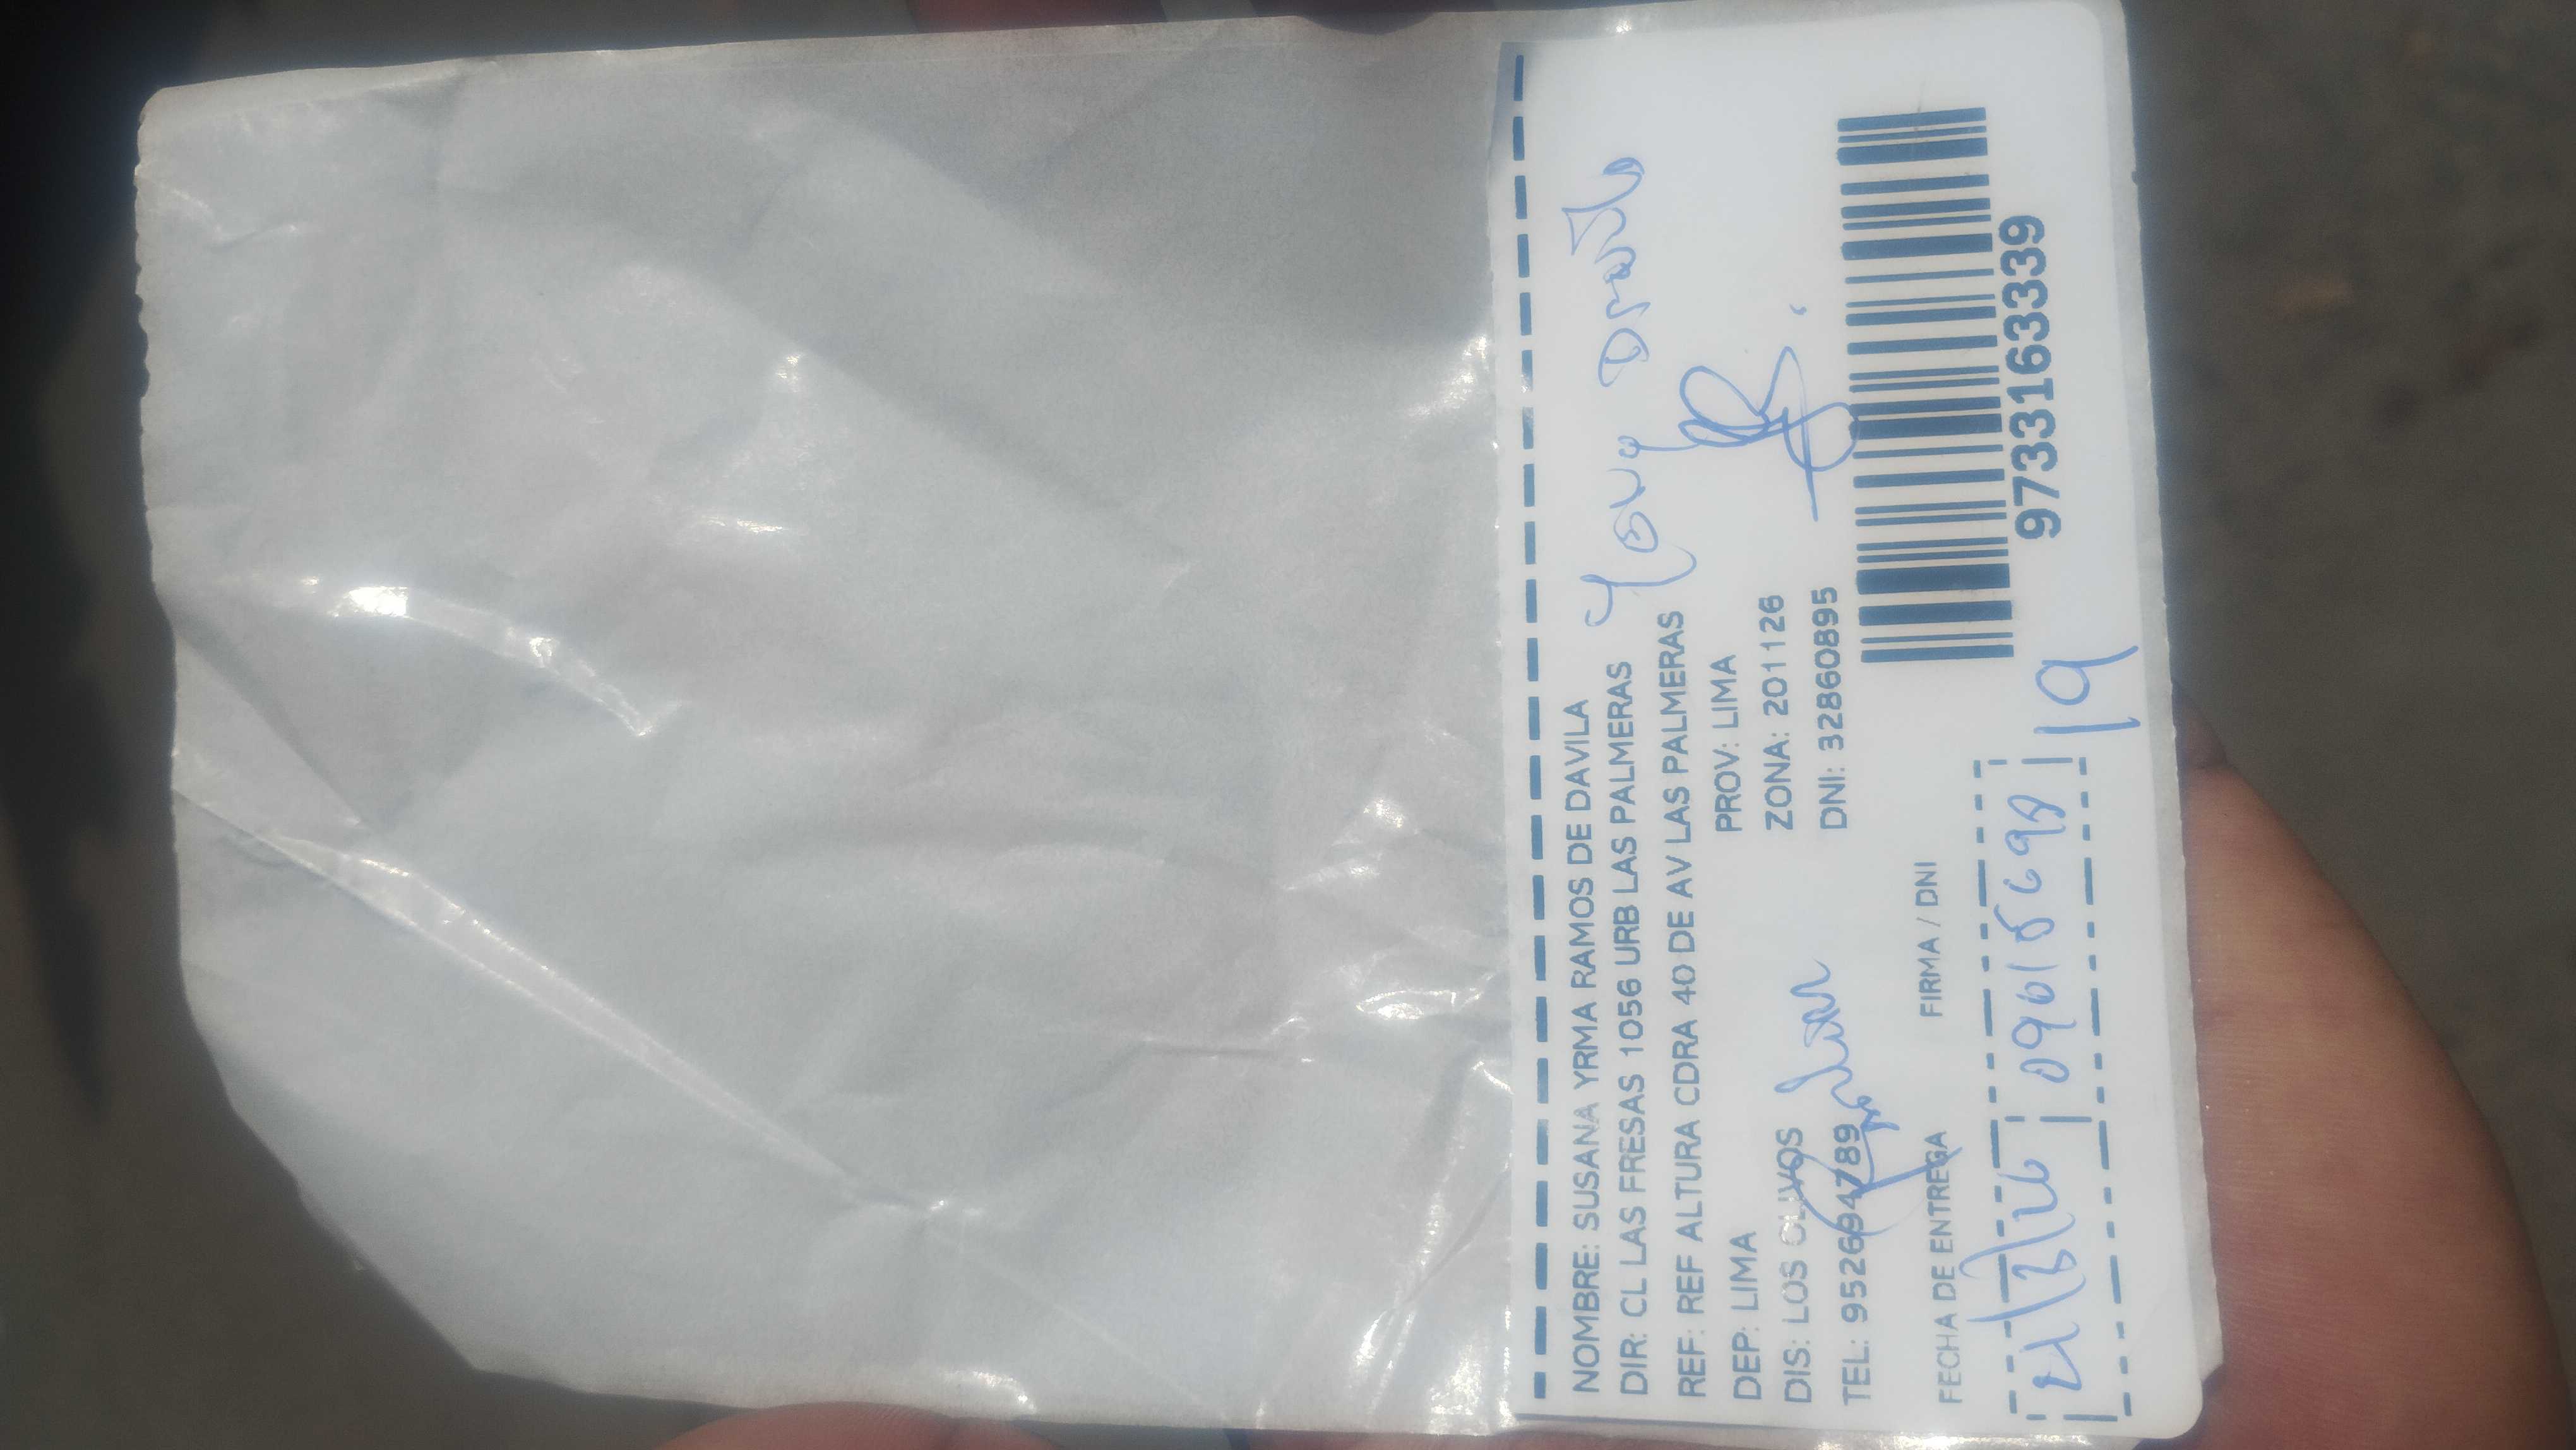 NOMBRE: SUSANA YRMA RAMOS DE DAVILA
DIR: CL LAS FRESAS 1056 URB LAS PALMERAS
REF: REF ALTURA CDRA 40 DE AV LAS PALMERAS
DEP: LIMA PROV: LIMA
DIS: LOS OLIVOS ZONA: 201126
TEL: 952694789 DNI: 32860895
FECHA DE ENTREGA FIRMA / DNI
9733163339
19